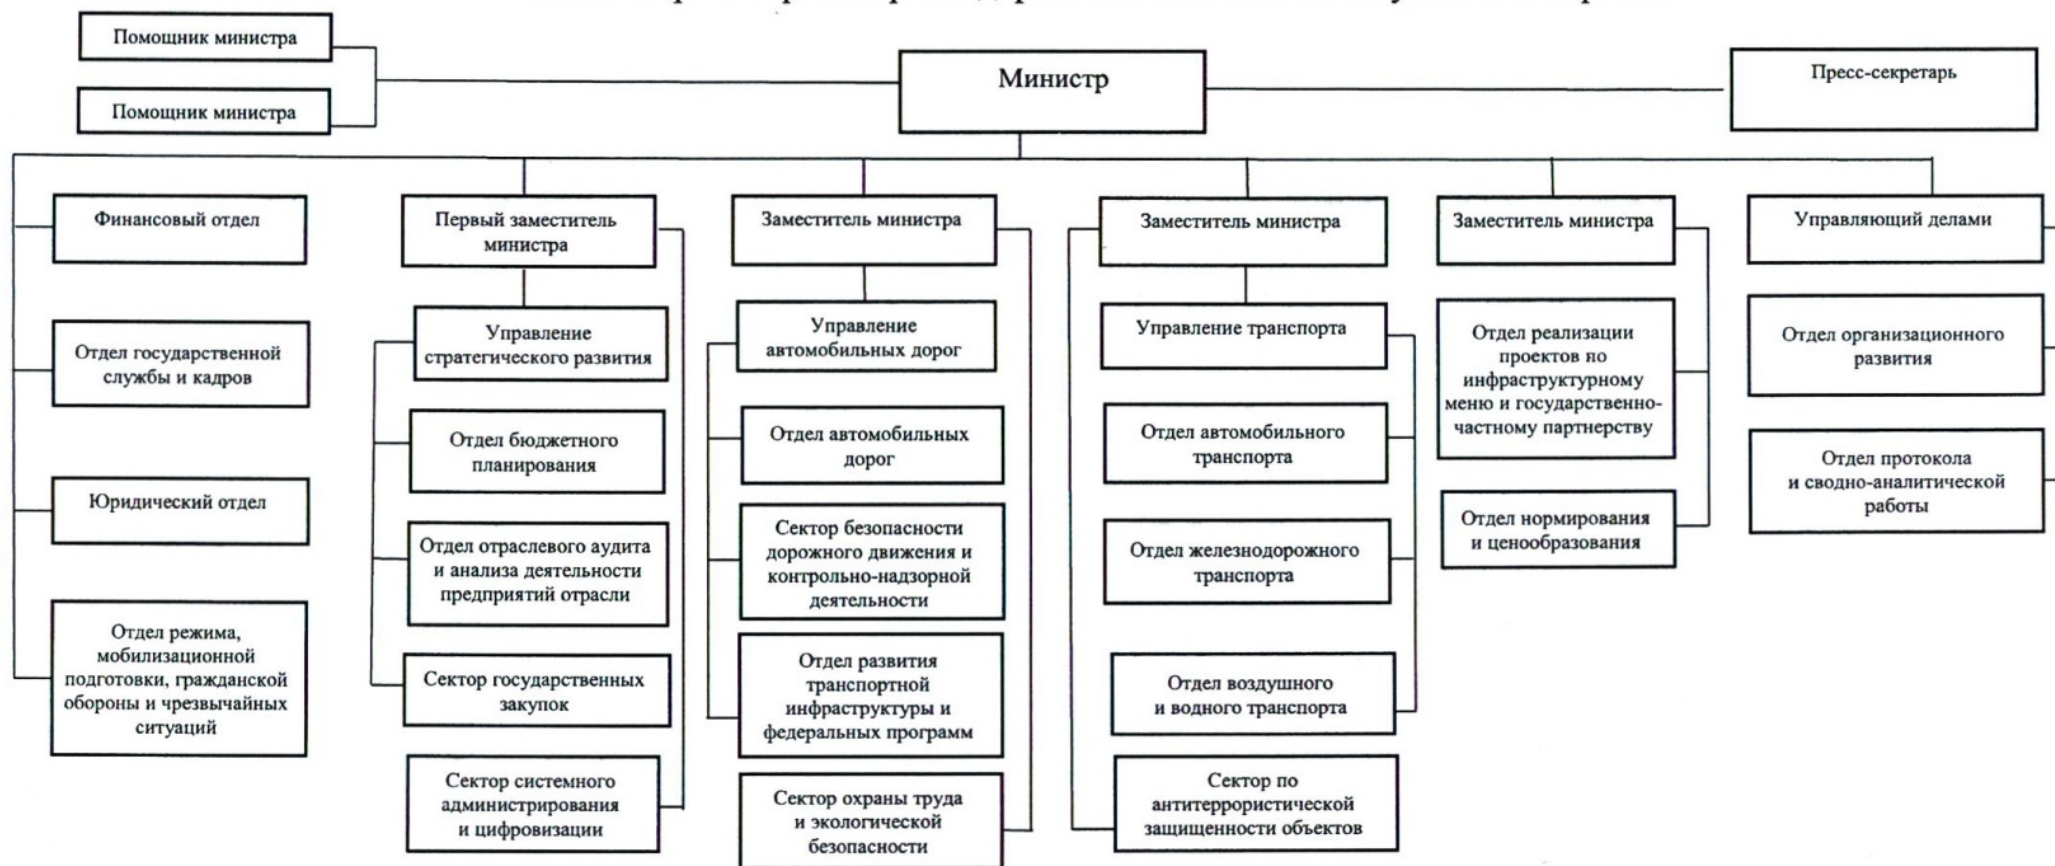 Помощник министра
Помощник министра
Министр
Пресс-секретарь
Финансовый отдел
Отдел государственной
службы и кадров
Юридический отдел
Отдел режима,
мобилизационной
подготовки, гражданской
обороны и чрезвычайных
ситуаций
Первый заместитель
министра
Управление
стратегического развития
Отдел бюджетного
планирования
Отдел отраслевого аудита
и анализа деятельности
предприятий отрасли
Сектор государственных
закупок
Сектор системного
администрирования
и цифровизации
Заместитель министра
Управление
автомобильных дорог
Отдел автомобильных
дорог
Сектор безопасности
дорожного движения и
контрольно-надзорной
деятельности
Отдел развития
транспортной
инфраструктуры и
федеральных программ
Сектор охраны труда
и экологической
безопасности
Заместитель министра
Управление транспорта
Отдел автомобильного
транспорта
Отдел железнодорожного
транспорта
Отдел воздушного
и водного транспорта
Сектор по
антитеррористической
защищенности объектов
Заместитель министра
Отдел реализации
проектов по
инфраструктурному
меню и государственно-
частному партнерству
Отдел нормирования
и ценообразования
Управляющий делами
Отдел организационного
развития
Отдел протокола
и сводно-аналитической
работы